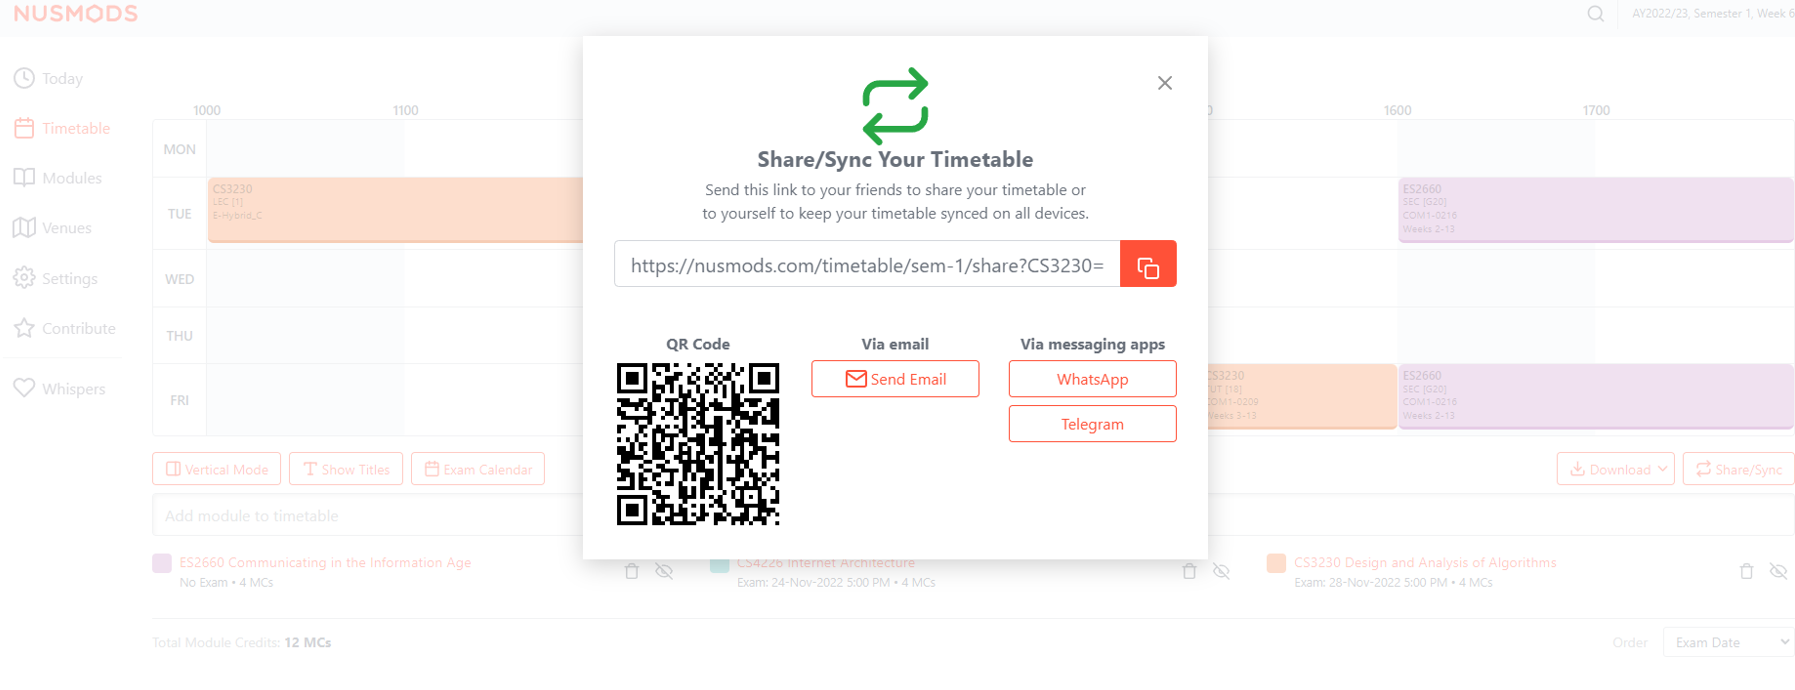 NUSMODS
AY2022/23, Semester 1, Week 6
Today
Timetable
Modules
Venues
Settings
Contribute
Whispers
1000
1100
1600
1700
MON
TUE
WED
THU
FRI
CS3230
LEC [1]
E-Hybrid_C
ES2660
SEC [G20]
COM1-0216
Weeks 2-13
CS3230
TUT [18]
COM1-0209
Weeks 3-13
ES2660
SEC [G20]
COM1-0216
Weeks 2-13
Share/Sync Your Timetable
Send this link to your friends to share your timetable or
to yourself to keep your timetable synced on all devices.
https://nusmods.com/timetable/sem-1/share?CS3230=
QR Code
Via email
Send Email
Via messaging apps
WhatsApp
Telegram
Vertical Mode
Show Titles
Exam Calendar
Download
Share/Sync
Add module to timetable
ES2660 Communicating in the Information Age
No Exam • 4 MCs
CS4226 Internet Architecture
Exam: 24-Nov-2022 5:00 PM • 4 MCs
CS3230 Design and Analysis of Algorithms
Exam: 28-Nov-2022 5:00 PM • 4 MCs
Total Module Credits: 12 MCs
Order
Exam Date